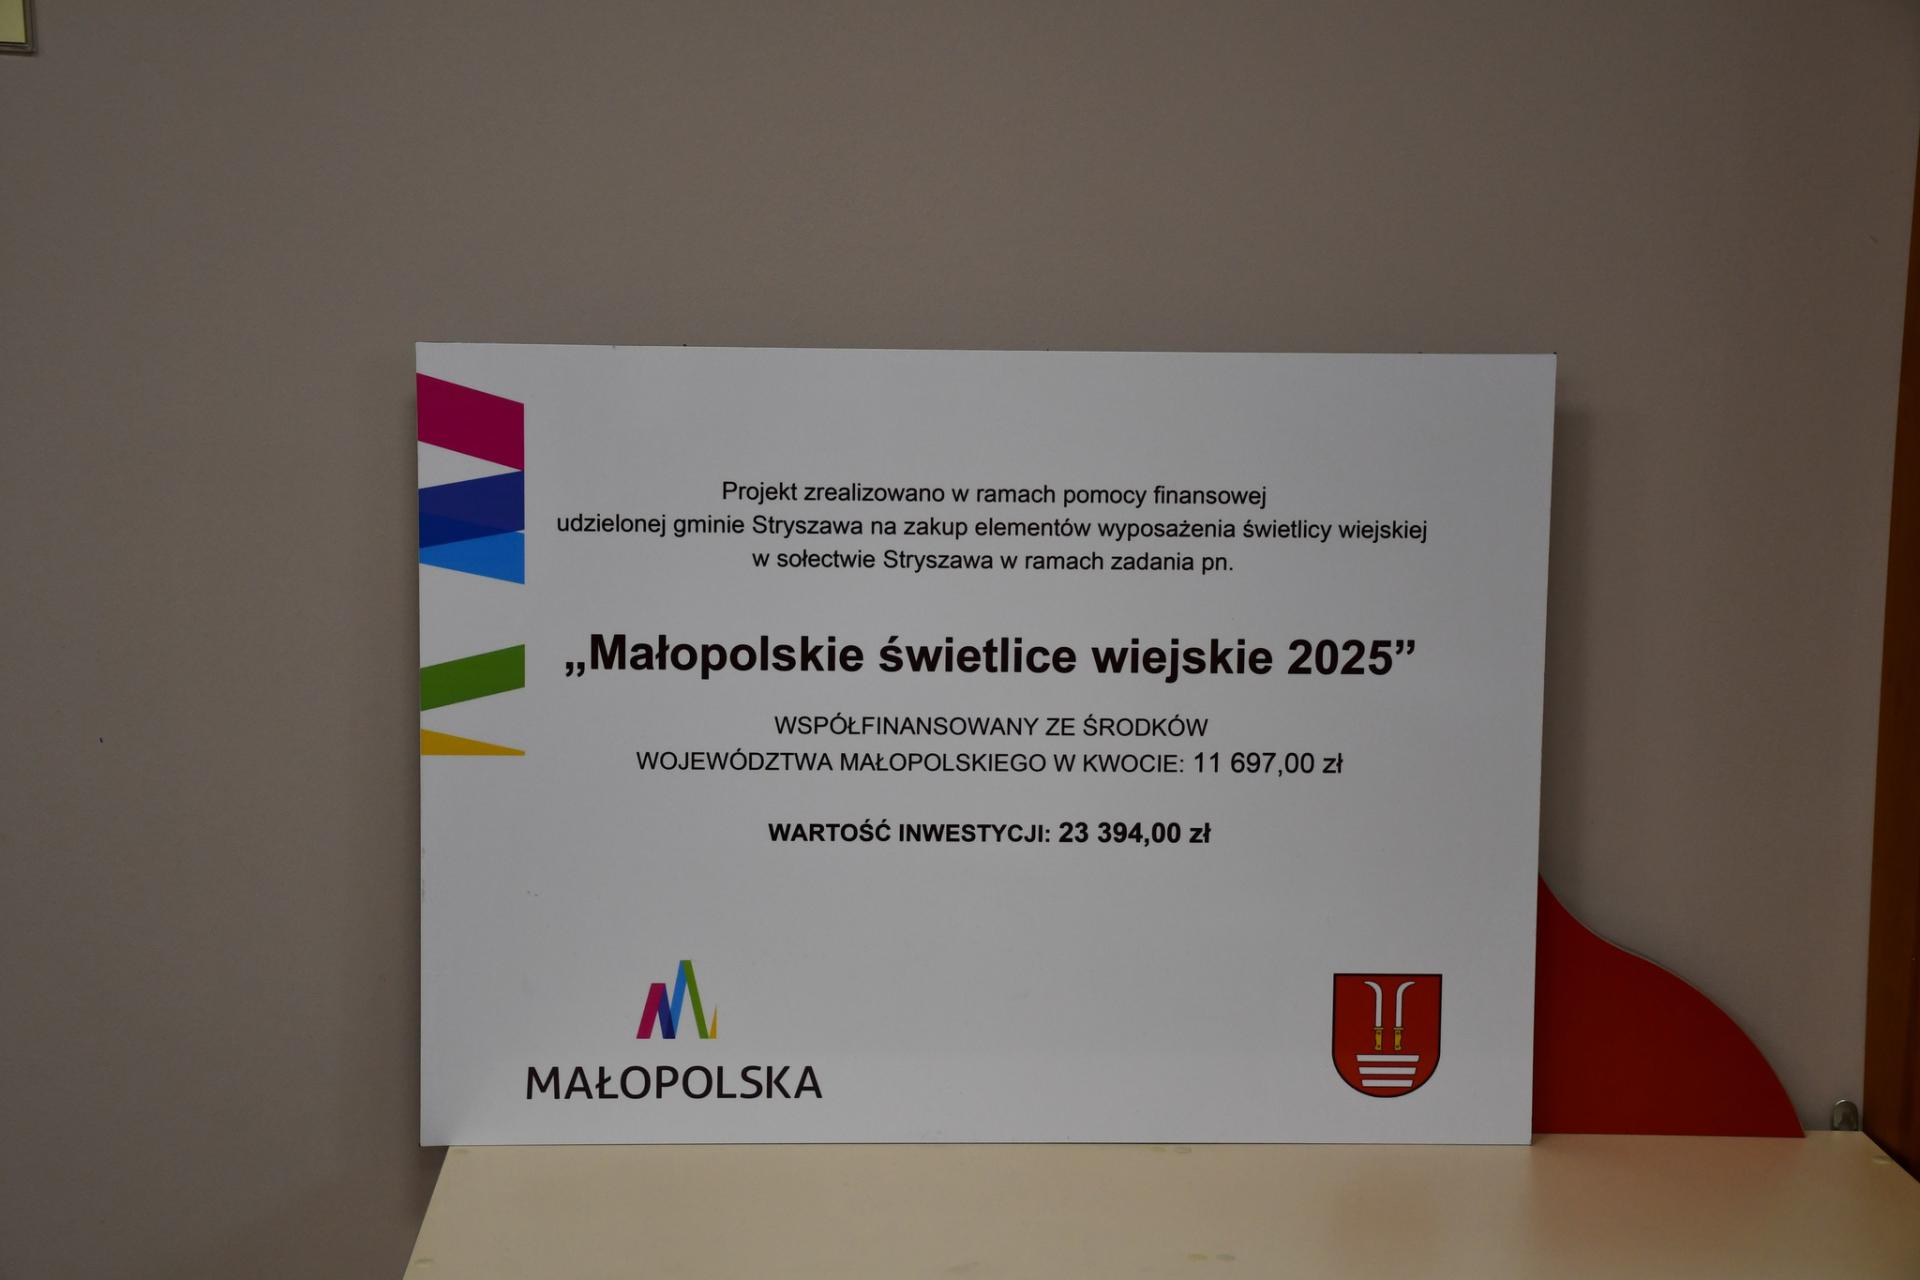 Projekt zrealizowano w ramach pomocy finansowej
udzielonej gminie Stryszawa na zakup elementów wyposażenia świetlicy wiejskiej
w sołectwie Stryszawa w ramach zadania pn.
„Małopolskie świetlice wiejskie 2025”
WSPÓŁFINANSOWANY ZE ŚRODKÓW
WOJEWÓDZTWA MAŁOPOLSKIEGO W KWOCIE: 11 697,00 zł
WARTOŚĆ INWESTYCJI: 23 394,00 zł
MAŁOPOLSKA